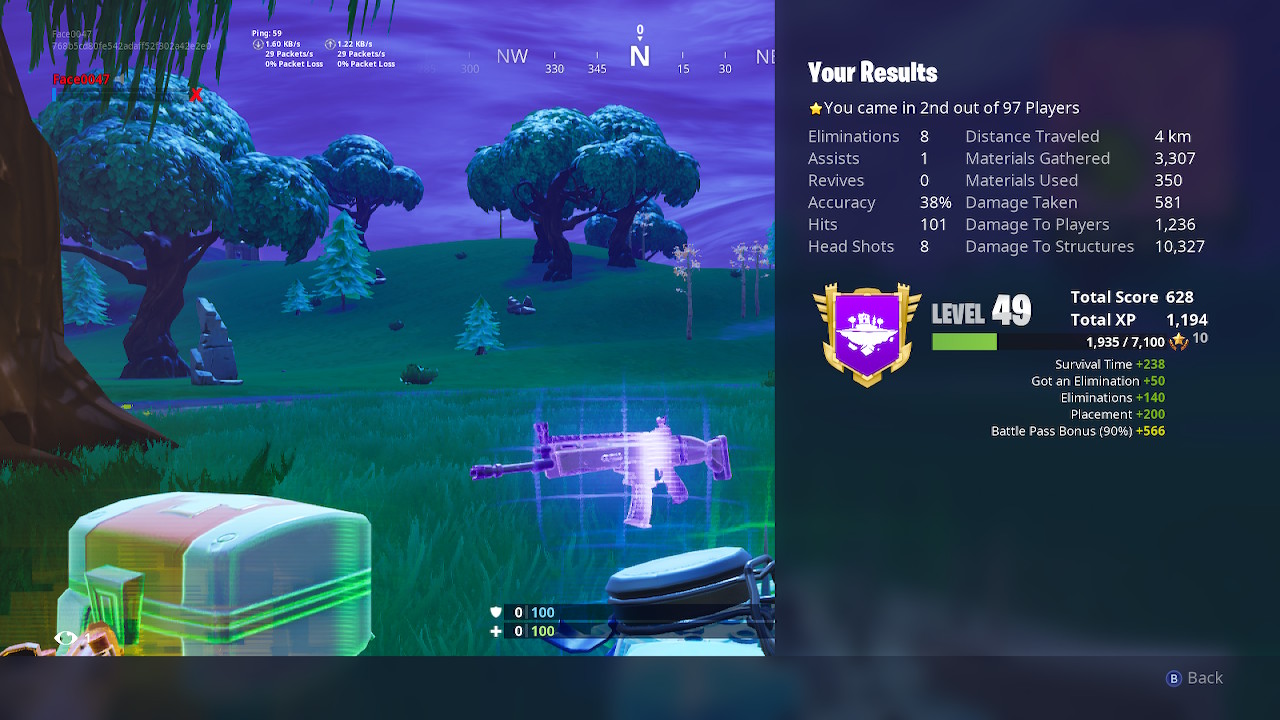 Face0047
Ping: 59
1.60 KB/s 1.22 KB/s
29 Packets/s 29 Packets/s
0% Packet Loss 0% Packet Loss
Face0047
X
0
300 NW 330 345 N 15 30 NE
Your Results
You came in 2nd out of 97 Players
Eliminations 8 Distance Traveled 4 km
Assists 1 Materials Gathered 3,307
Revives 0 Materials Used 350
Accuracy 38% Damage Taken 581
Hits 101 Damage To Players 1,236
Head Shots 8 Damage To Structures 10,327
LEVEL 49
Total Score 628
Total XP 1,194
1,935 / 7,100 10
Survival Time +238
Got an Elimination +50
Eliminations +140
Placement +200
Battle Pass Bonus (90%) +566
0 | 100
0 | 100
1
B Back